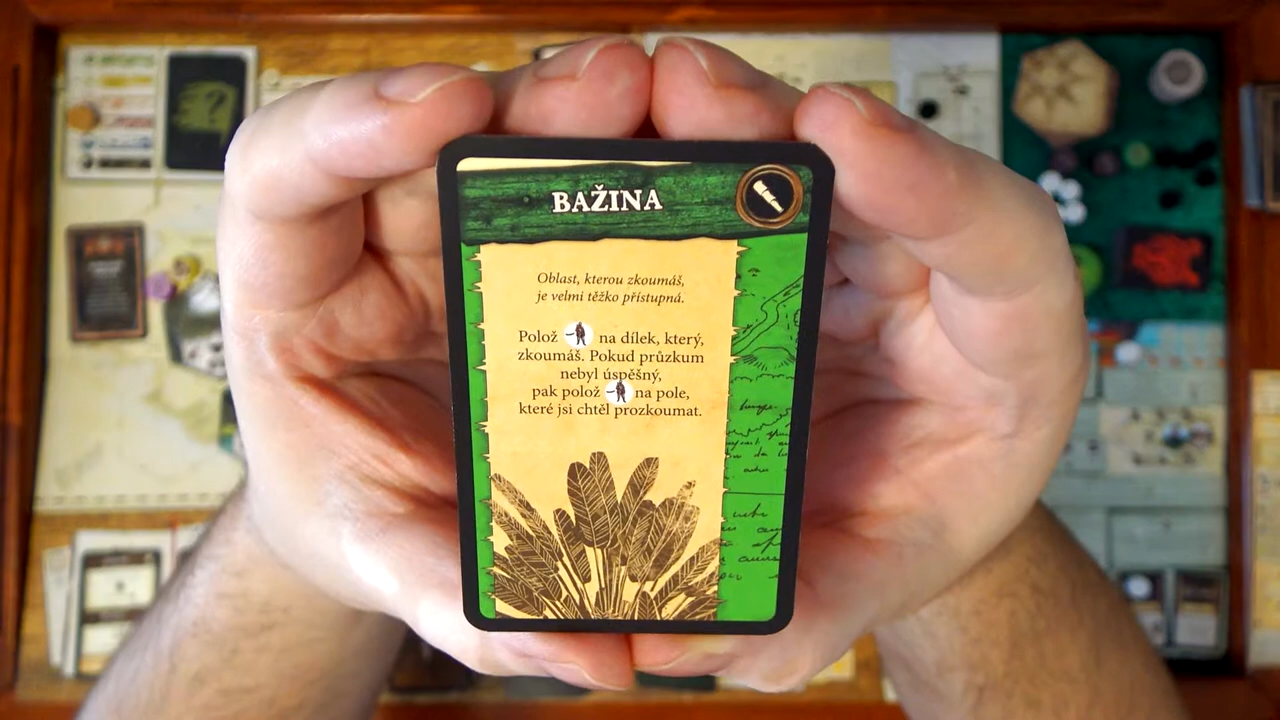 BAŽINA
Oblast, kterou zkoumáš,
je velmi těžko přístupná.
Polož na dílek, který,
zkoumáš. Pokud průzkum
nebyl úspěšný,
pak polož na pole,
které jsi chtěl prozkoumat.